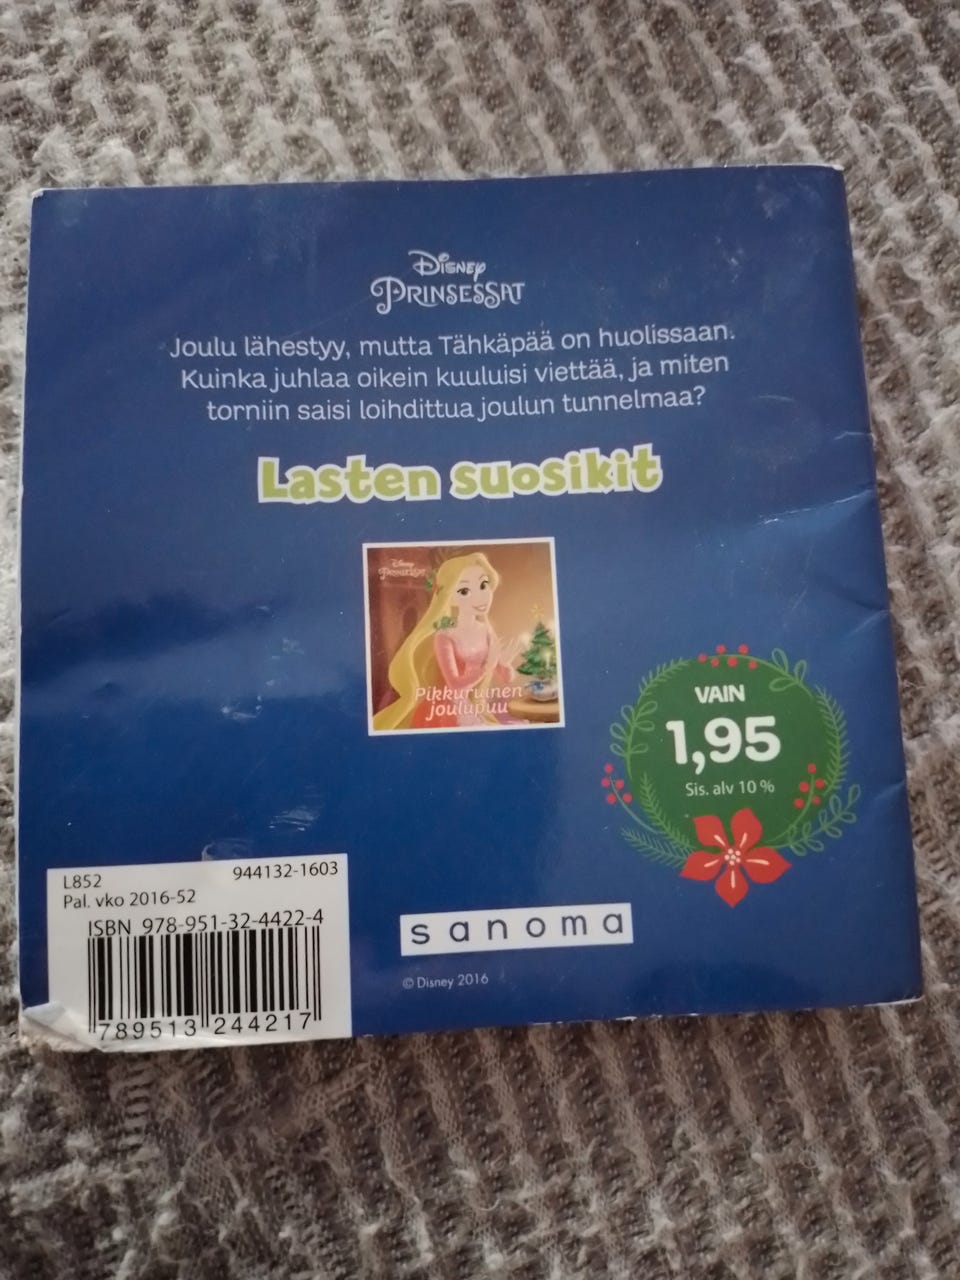 Disney
Prinsessat
Joulu lähestyy, mutta Tähkäpää on huolissaan.
Kuinka juhlaa oikein kuuluisi viettää, ja miten
torniin saisi loihdittua joulun tunnelmaa?
Lasten suosikit
Disney
Prinsessat
Pikkuruinen
joulupuu
VAIN
1,95
Sis. alv 10 %
L852 944132-1603
Pal. vko 2016-52
ISBN 978-951-32-4422-4
789513 244217
sanoma
© Disney 2016